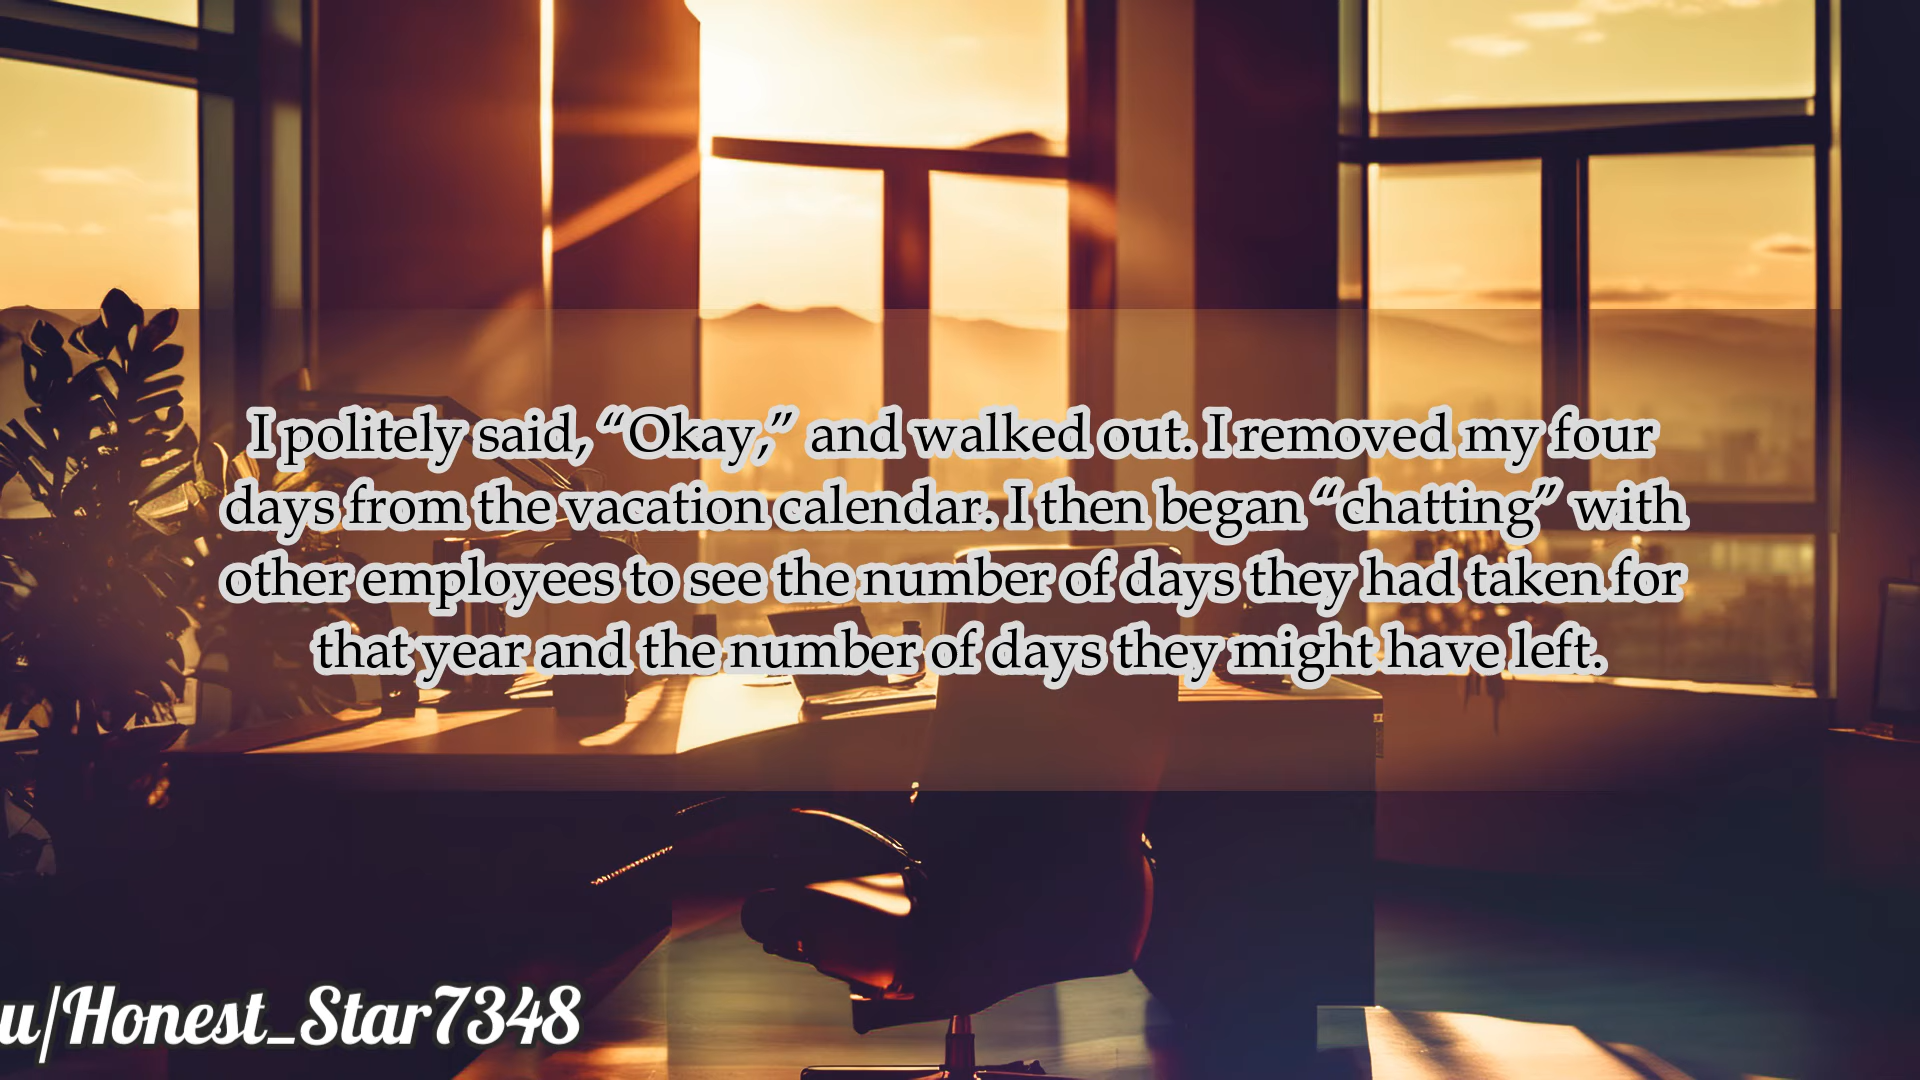 I politely said, “Okay,” and walked out. I removed my four
days from the vacation calendar. I then began “chatting” with
other employees to see the number of days they had taken for
that year and the number of days they might have left.
u/Honest_Star7348